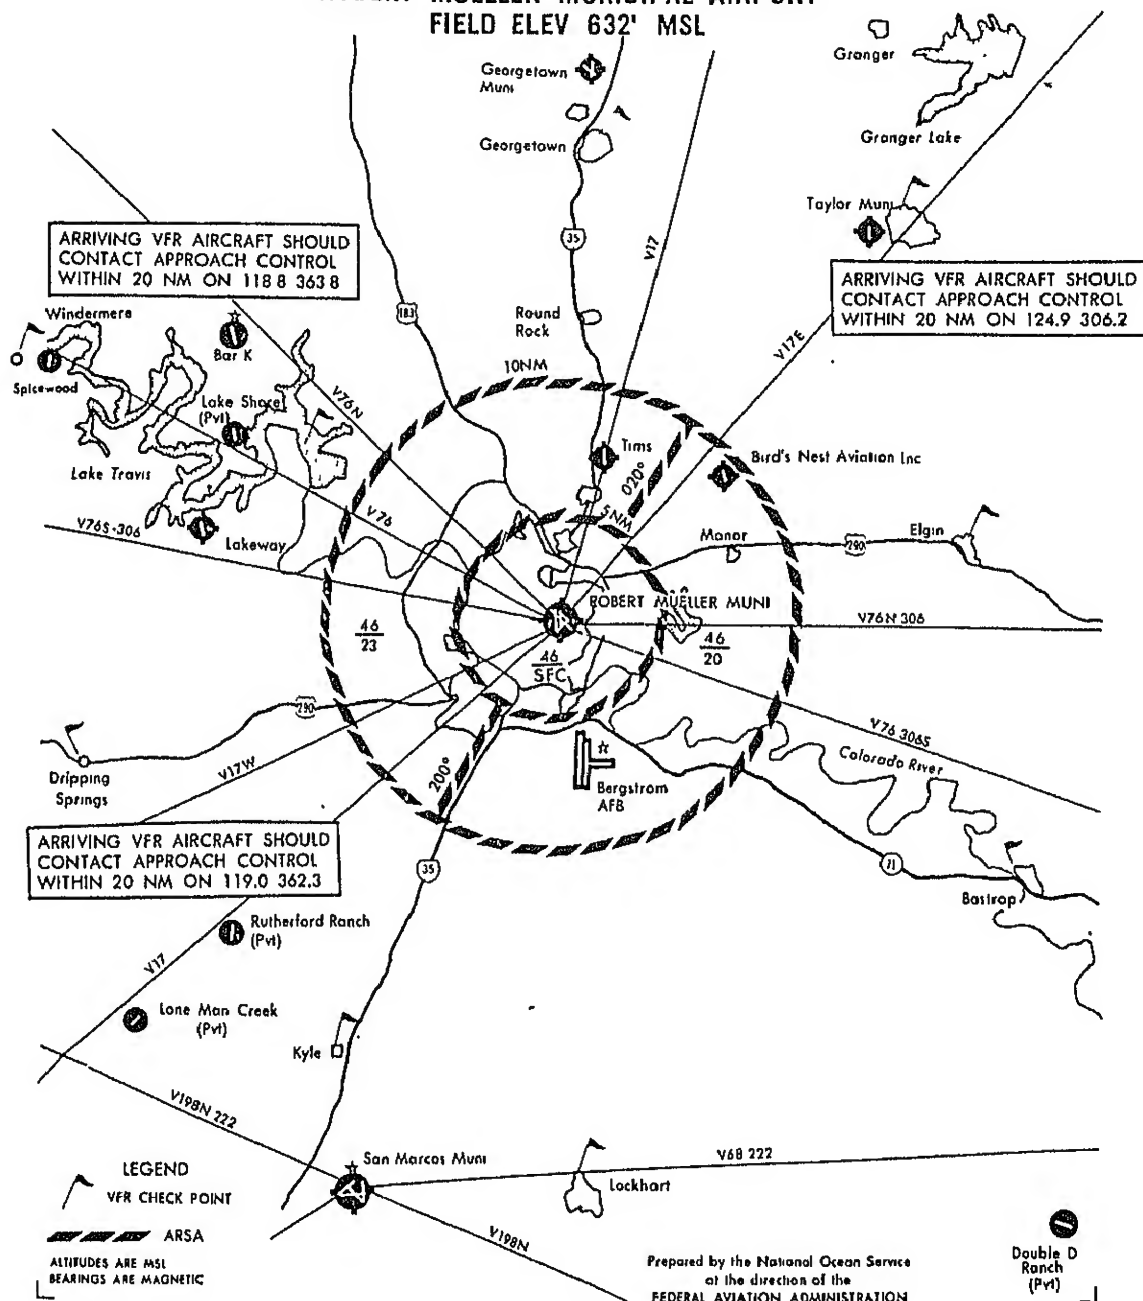 FIELD ELEV 632' MSL
Georgetown
Muni
Granger
Granger Lake
Georgetown
Taylor Muni
35
V17
ARRIVING VFR AIRCRAFT SHOULD
CONTACT APPROACH CONTROL
WITHIN 20 NM ON 118 8 363 8
ARRIVING VFR AIRCRAFT SHOULD
CONTACT APPROACH CONTROL
WITHIN 20 NM ON 124.9 306.2
Windermere
183
Round
Rock
Bar K
V17E
Spicewood
10NM
V76N
Lake Shore
(Pvt)
Tims
Bird's Nest Aviation Inc
Lake Travis
020°
V76
5NM
V76S-306
Lakeway
Manor
290
Elgin
ROBERT MUELLER MUNI
V76N 306
46
23
46
20
46
SFC
290
V76 306S
Dripping
Springs
V17W
200°
Bergstrom
AFB
Colorado River
ARRIVING VFR AIRCRAFT SHOULD
CONTACT APPROACH CONTROL
WITHIN 20 NM ON 119.0 362.3
35
71
Bastrop
Rutherford Ranch
(Pvt)
V17
Lone Man Creek
(Pvt)
Kyle
V198N 222
San Marcos Muni
V68 222
Lockhart
V198N
LEGEND
VFR CHECK POINT
ARSA
ALTITUDES ARE MSL
BEARINGS ARE MAGNETIC
Prepared by the National Ocean Service
at the direction of the
FEDERAL AVIATION ADMINISTRATION
Double D
Ranch
(Pvt)